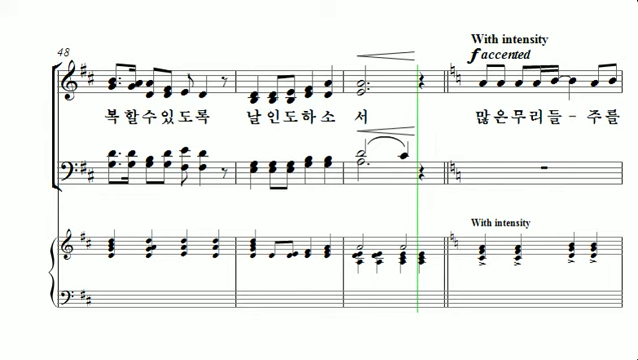 With intensity
48
f accented
복 할 수 있 도 록 날 인 도 하 소 서 많 은 무 리 들 - 주 를
With intensity